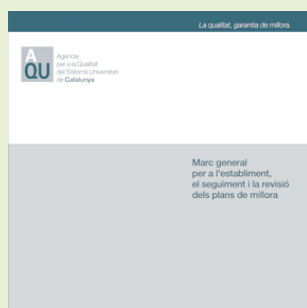 La qualitat, garantia de millora.
AQU
Agència
per a la Qualitat
del Sistema Universitari
de Catalunya
Marc general
per a l'establiment,
el seguiment i la revisió
dels plans de millora